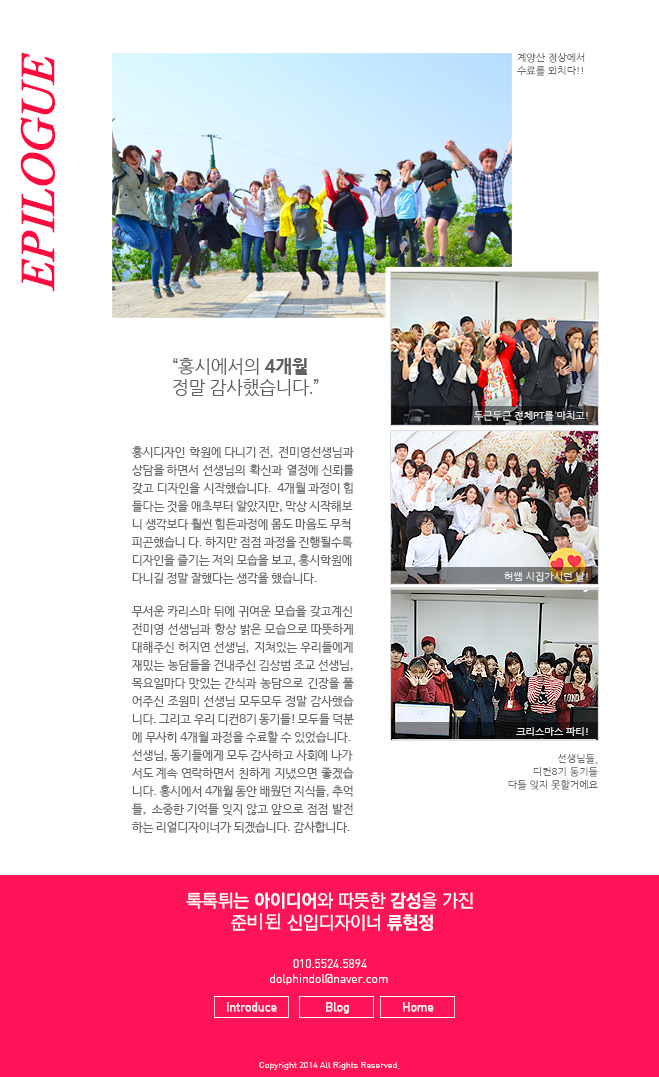 EPILOGUE
계양산 정상에서
수료를 외치다!!
두근두근 전체PT를 마치고!
허쌤 시집가시던 날!
크리스마스 파티!
선생님들,
디컨8기 동기들
다들 잊지 못할거에요
“홍시에서의 4개월
정말 감사했습니다.”
홍시디자인 학원에 다니기 전, 전미영선생님과
상담을 하면서 선생님의 확신과 열정에 신뢰를
갖고 디자인을 시작했습니다. 4개월 과정이 힘
들다는 것을 애초부터 알았지만, 막상 시작해보
니 생각보다 훨씬 힘든과정에 몸도 마음도 무척
피곤했습니 다. 하지만 점점 과정을 진행될수록
디자인을 즐기는 저의 모습을 보고, 홍시학원에
다니길 정말 잘했다는 생각을 했습니다.
무서운 카리스마 뒤에 귀여운 모습을 갖고계신
전미영 선생님과 항상 밝은 모습으로 따뜻하게
대해주신 허지연 선생님, 지쳐있는 우리들에게
재밌는 농담들을 건내주신 김상범 조교 선생님,
목요일마다 맛있는 간식과 농담으로 긴장을 풀
어주신 조원미 선생님 모두모두 정말 감사했습
니다. 그리고 우리 디컨8기 동기들! 모두들 덕분
에 무사히 4개월 과정을 수료할 수 있었습니다.
선생님, 동기들에게 모두 감사하고 사회에 나가
서도 계속 연락하면서 친하게 지냈으면 좋겠습
니다. 홍시에서 4개월 동안 배웠던 지식들, 추억
들, 소중한 기억들 잊지 않고 앞으로 점점 발전
하는 리얼디자이너가 되겠습니다. 감사합니다.
톡톡튀는 아이디어와 따뜻한 감성을 가진
준비된 신입디자이너 류현정
010.5524.5894
dolphindol@naver.com
Introduce
Blog
Home
Copyright 2014 All Rights Reserved.